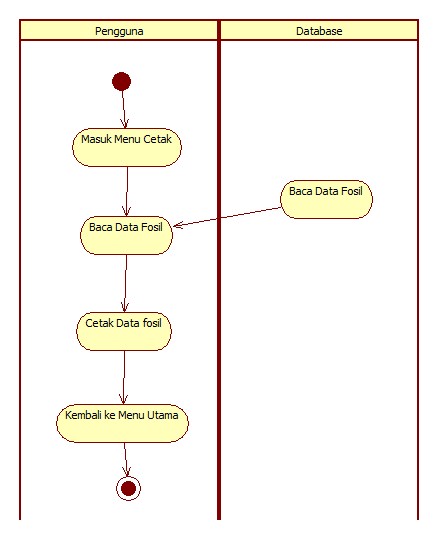 Pengguna
Database
Masuk Menu Cetak
Baca Data Fosil
Baca Data Fosil
Cetak Data fosil
Kembali ke Menu Utama